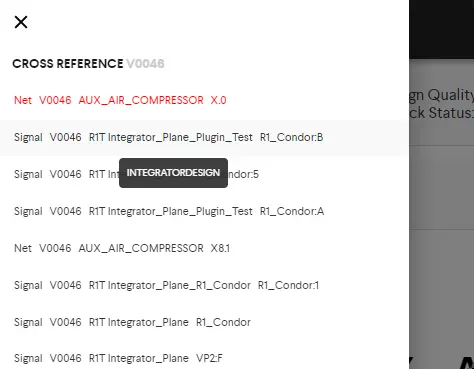 CROSS REFERENCE V0046
Net V0046 AUX_AIR_COMPRESSOR X.0
gn Quality
ck Status:
Signal V0046 R1T Integrator_Plane_Plugin_Test R1_Condor:B
INTEGRATORDESIGN
Signal V0046 R1T Int ndor:5
Signal V0046 R1T Integrator_Plane_Plugin_Test R1_Condor:A
Net V0046 AUX_AIR_COMPRESSOR X8.1
Signal V0046 R1T Integrator_Plane_R1_Condor R1_Condor:1
Signal V0046 R1T Integrator_Plane R1_Condor
Signal V0046 R1T Integrator_Plane VP2:F